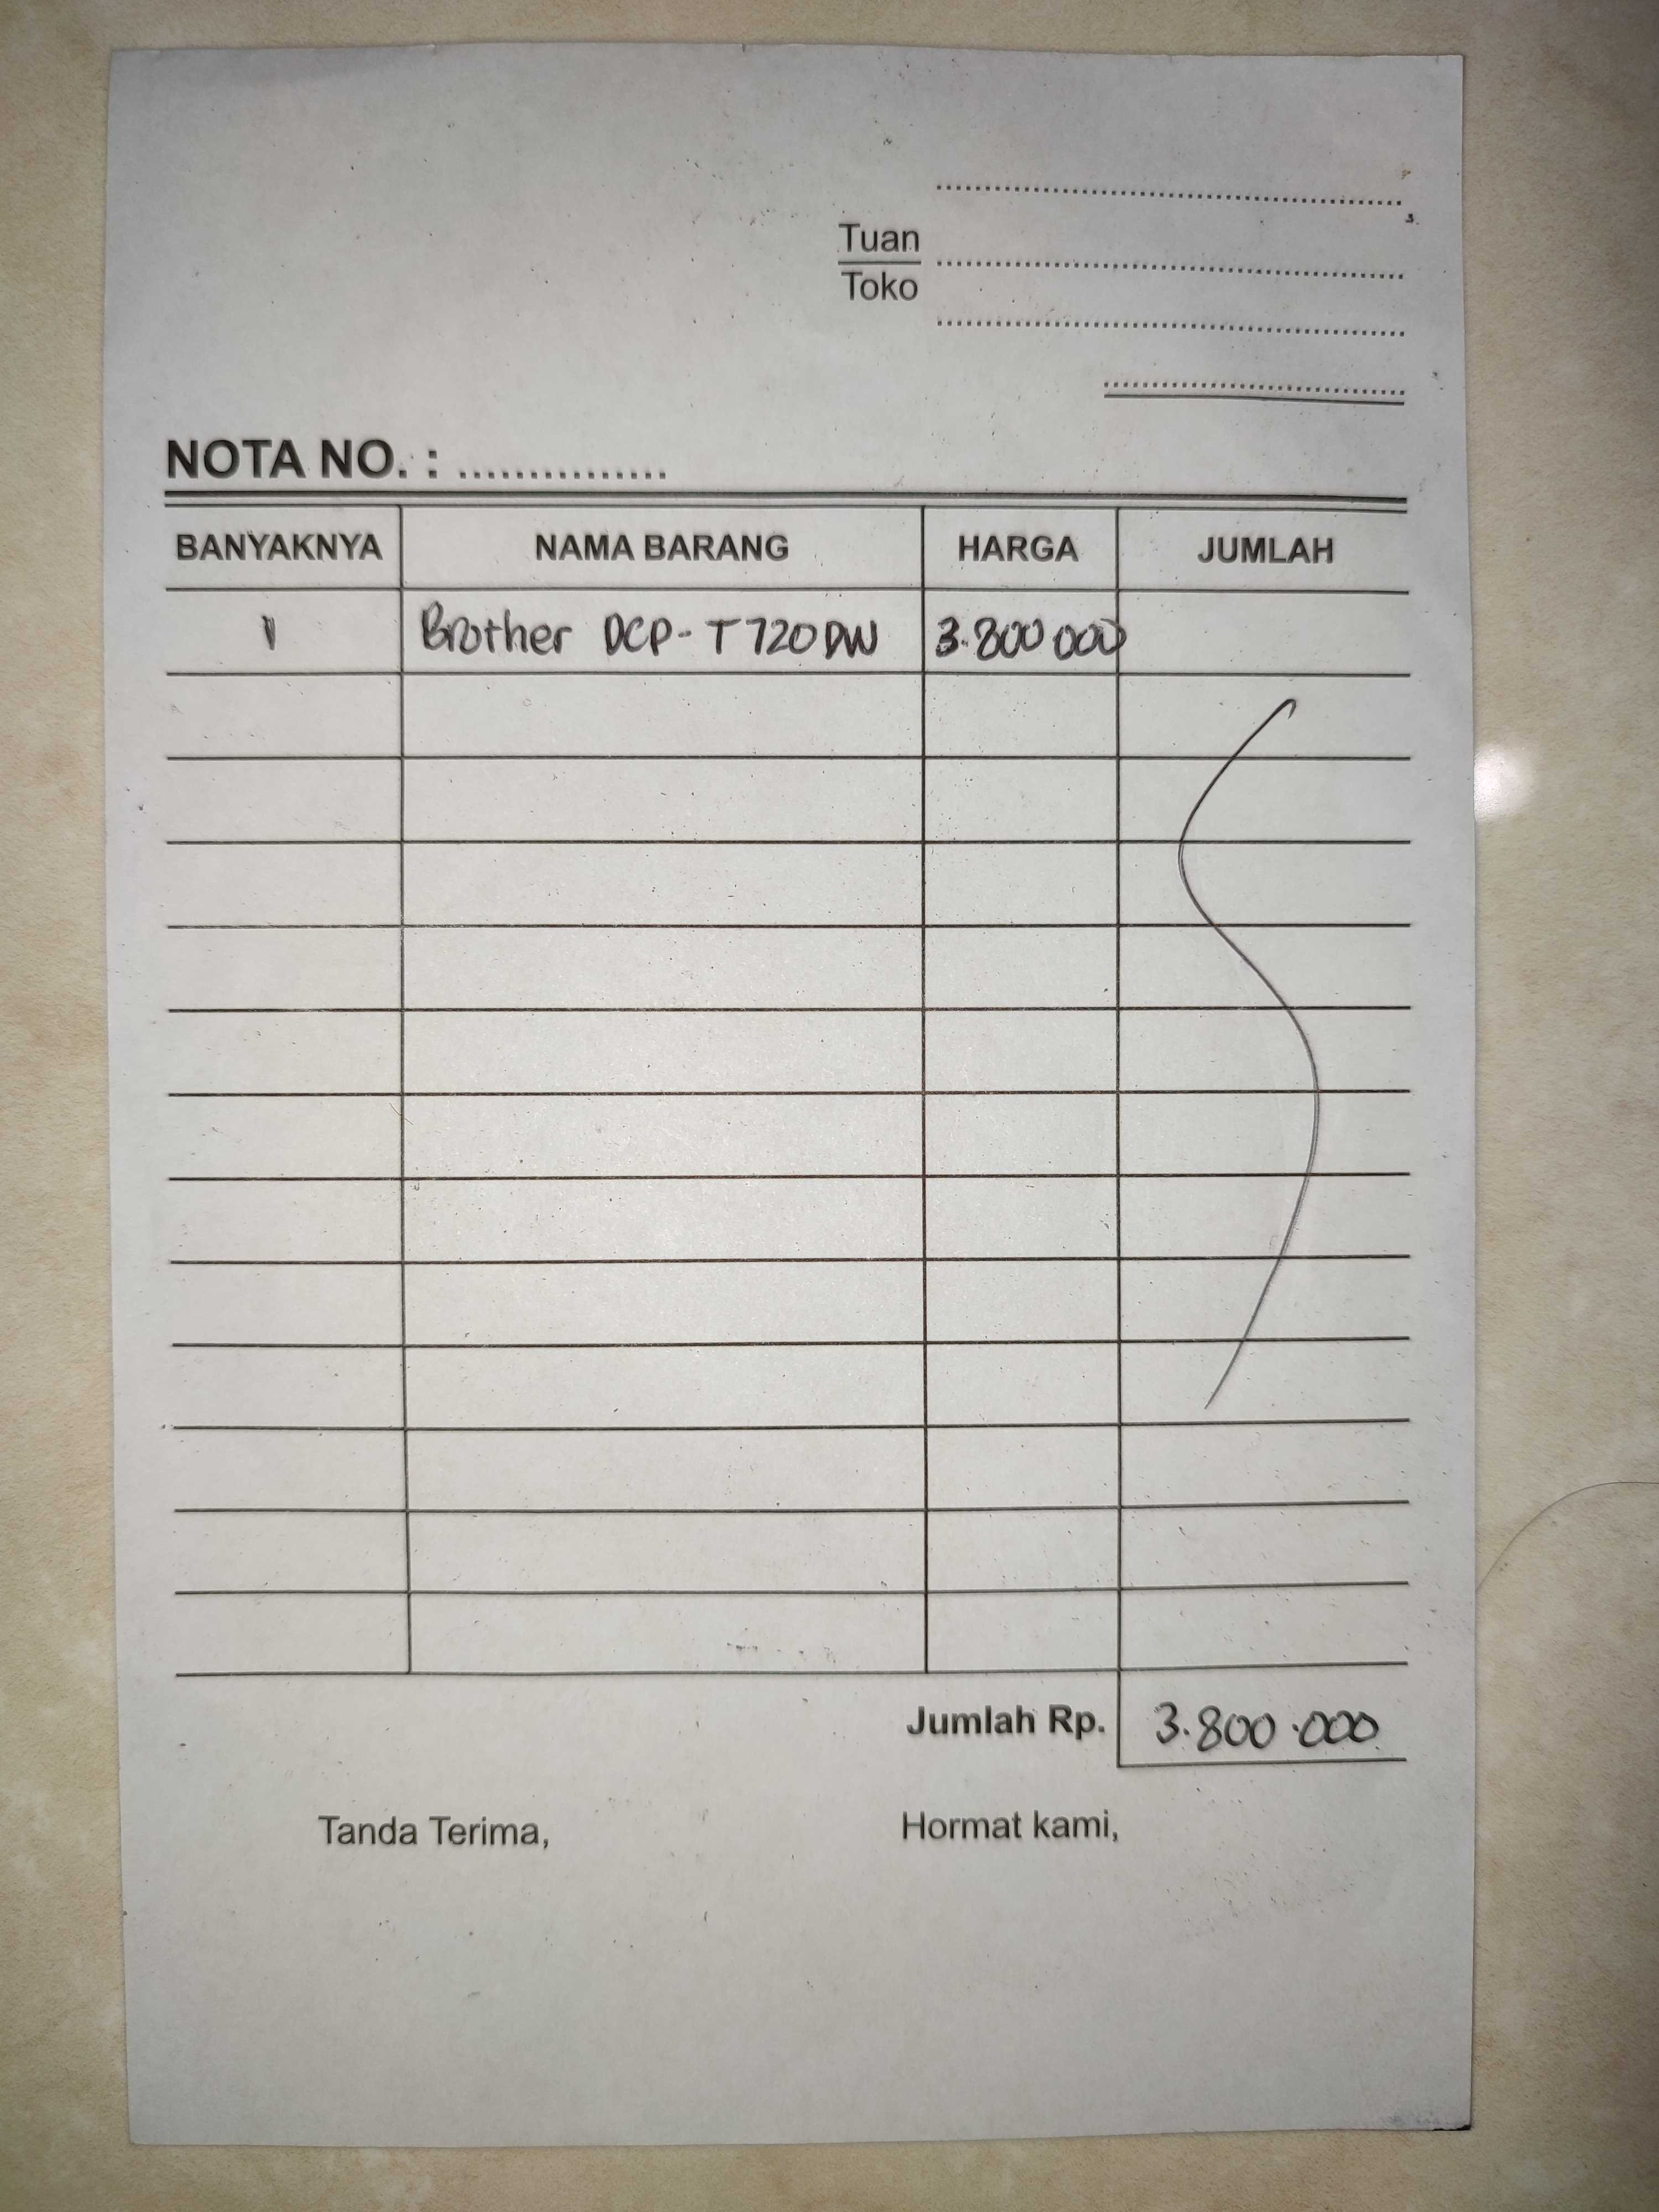 Tuan
Toko
NOTA NO. : ...............
BANYAKNYA NAMA BARANG HARGA JUMLAH
1 Brother DCP-T720DW 3.800 000
Jumlah Rp. 3.800.000
Tanda Terima, Hormat kami,